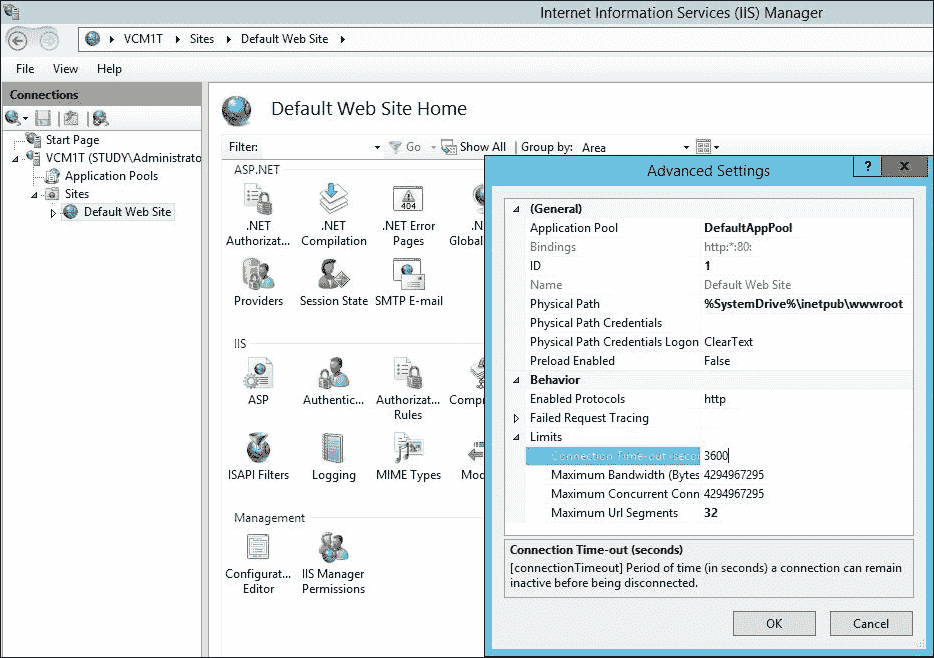 Internet Information Services (IIS) Manager
VCM1T Sites Default Web Site
File View Help
Connections
Start Page
VCM1T (STUDY\Administrato
Application Pools
Sites
Default Web Site
Default Web Site Home
Filter: Go Show All Group by: Area
ASP.NET
.NET Authorizat...
.NET Compilation
.NET Error Pages
404
.N Global
Providers
Session State
SMTP E-mail
IIS
ASP
Authentic...
Authorizat... Rules
Compr
ISAPI Filters
Logging
MIME Types
Mod
Management
Configurat... Editor
IIS Manager Permissions
Advanced Settings
? X
(General)
Application Pool DefaultAppPool
Bindings http:*:80:
ID 1
Name Default Web Site
Physical Path %SystemDrive%\inetpub\wwwroot
Physical Path Credentials
Physical Path Credentials Logon ClearText
Preload Enabled False
Behavior
Enabled Protocols http
Failed Request Tracing
Limits
Connection Time-out (seco 3600
Maximum Bandwidth (Bytes 4294967295
Maximum Concurrent Conn 4294967295
Maximum Url Segments 32
Connection Time-out (seconds)
[connectionTimeout] Period of time (in seconds) a connection can remain
inactive before being disconnected.
OK Cancel